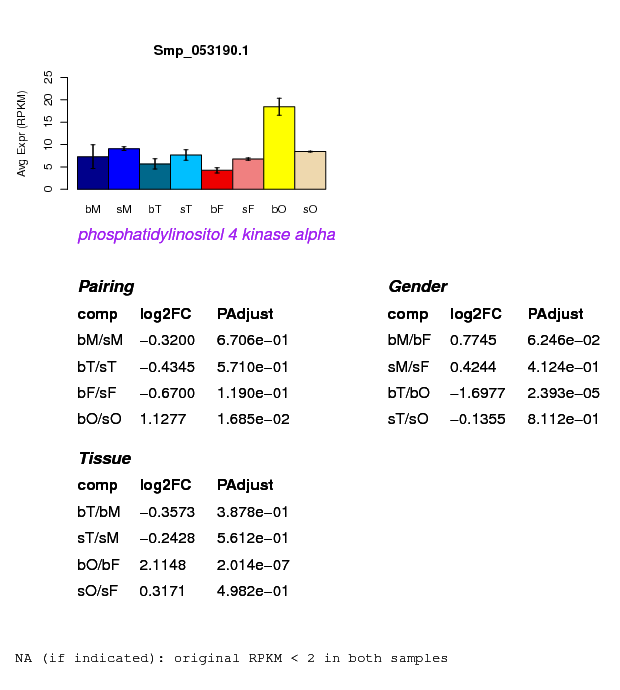 Smp_053190.1
Avg Expr (RPKM)
25
20
15
10
5
0
bM sM bT sT bF sF bO sO
phosphatidylinositol 4 kinase alpha
Pairing
comp log2FC PAdjust
bM/sM −0.3200 6.706e−01
bT/sT −0.4345 5.710e−01
bF/sF −0.6700 1.190e−01
bO/sO 1.1277 1.685e−02
Gender
comp log2FC PAdjust
bM/bF 0.7745 6.246e−02
sM/sF 0.4244 4.124e−01
bT/bO −1.6977 2.393e−05
sT/sO −0.1355 8.112e−01
Tissue
comp log2FC PAdjust
bT/bM −0.3573 3.878e−01
sT/sM −0.2428 5.612e−01
bO/bF 2.1148 2.014e−07
sO/sF 0.3171 4.982e−01
NA (if indicated): original RPKM < 2 in both samples